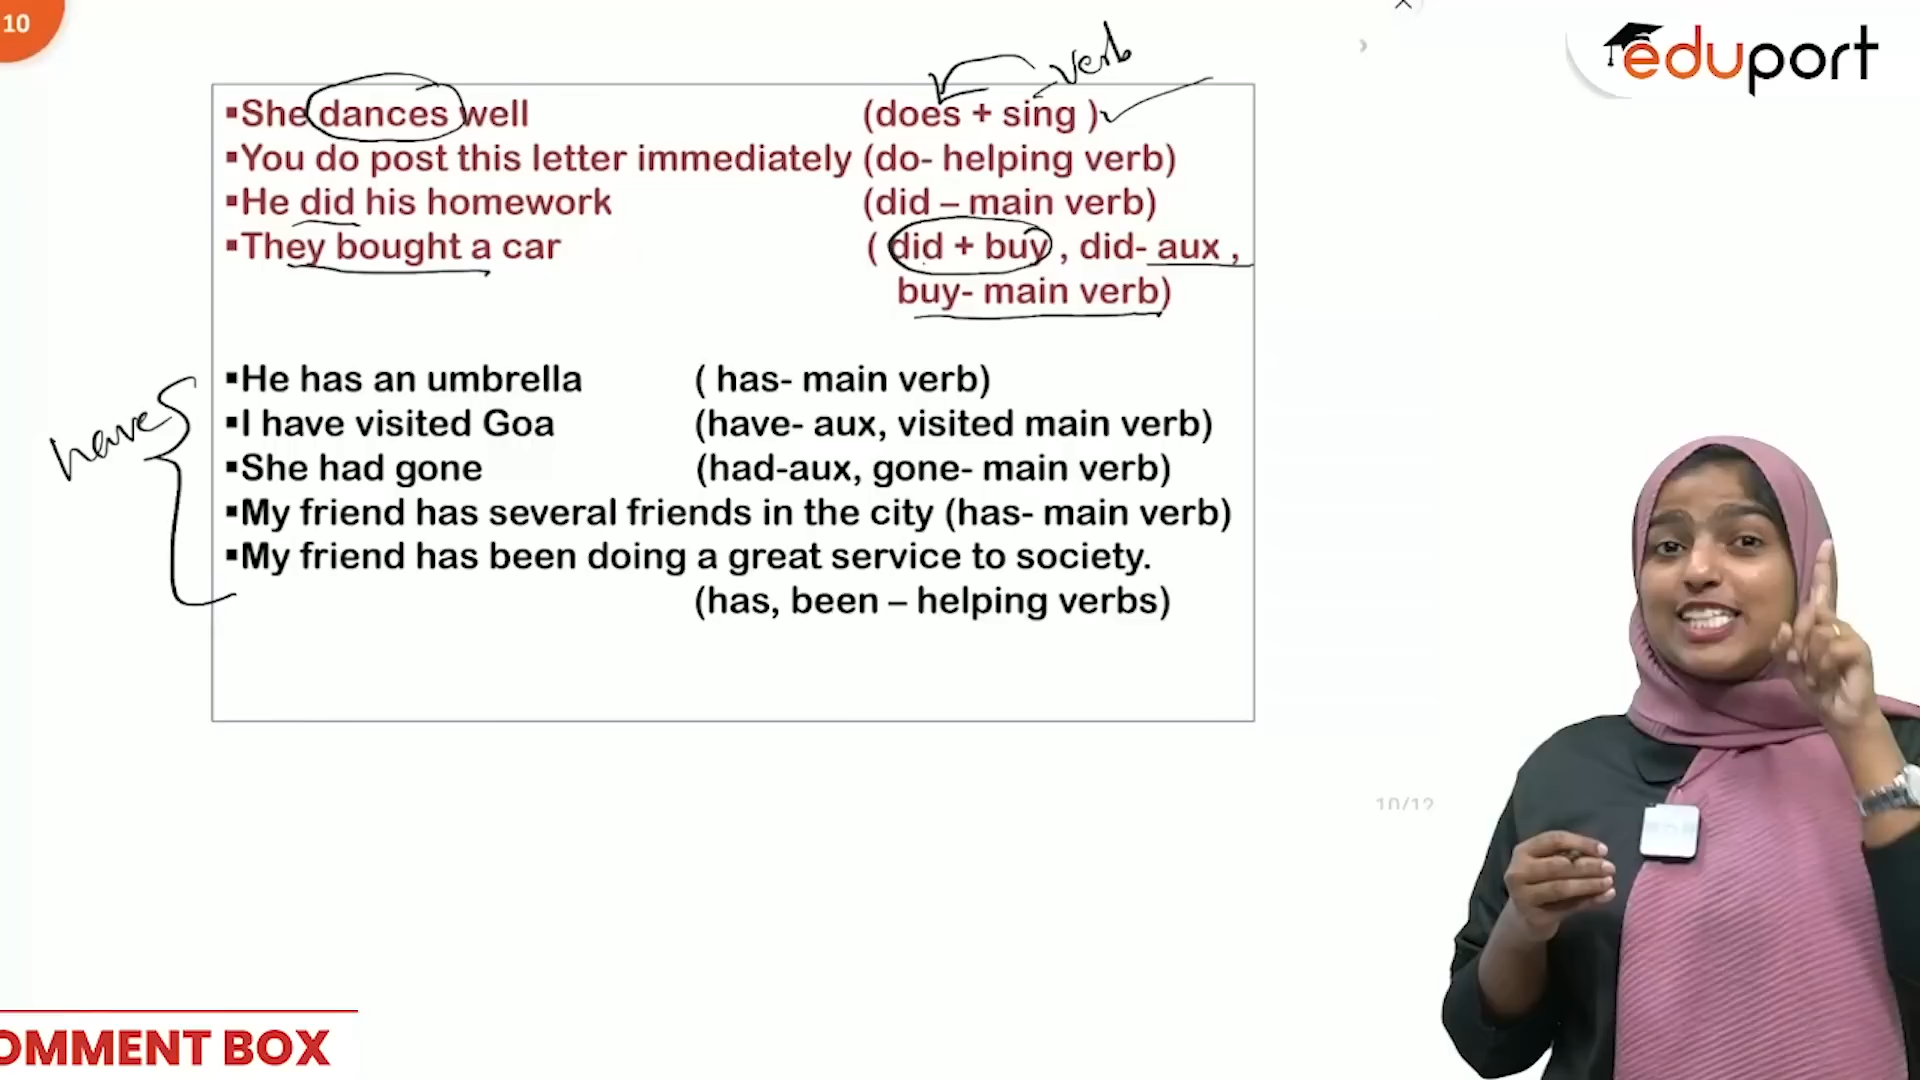 10
eduport
verb
▪She dances well (does + sing )
▪You do post this letter immediately (do- helping verb)
▪He did his homework (did – main verb)
▪They bought a car ( did + buy , did- aux ,
buy- main verb)
have
▪He has an umbrella ( has- main verb)
▪I have visited Goa (have- aux, visited main verb)
▪She had gone (had-aux, gone- main verb)
▪My friend has several friends in the city (has- main verb)
▪My friend has been doing a great service to society.
(has, been – helping verbs)
10/12
OMMENT BOX